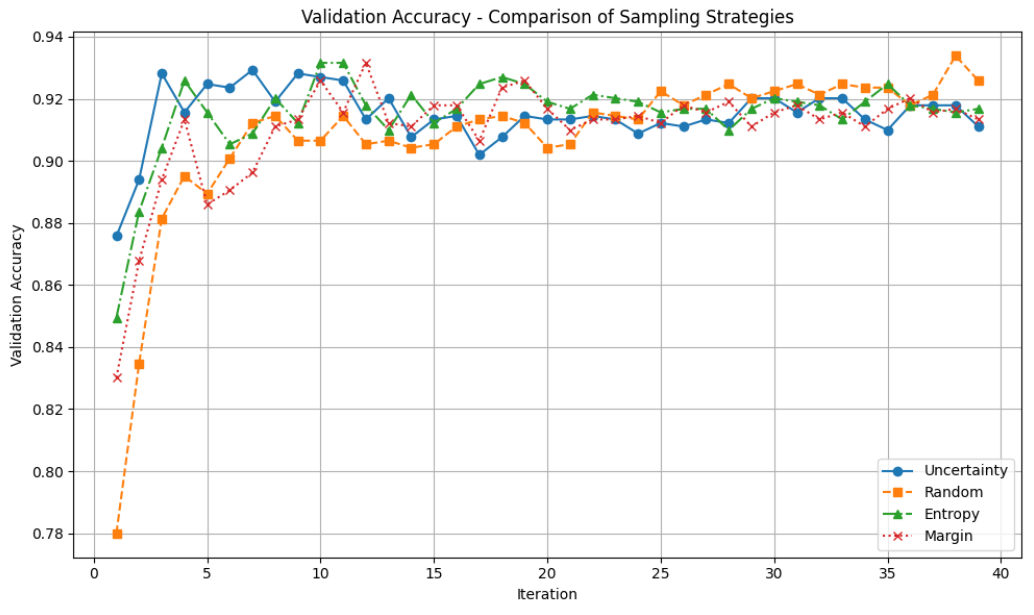 Validation Accuracy - Comparison of Sampling Strategies
Validation Accuracy
0.94
0.92
0.90
0.88
0.86
0.84
0.82
0.80
0.78
0 5 10 15 20 25 30 35 40
Iteration
Uncertainty
Random
Entropy
Margin